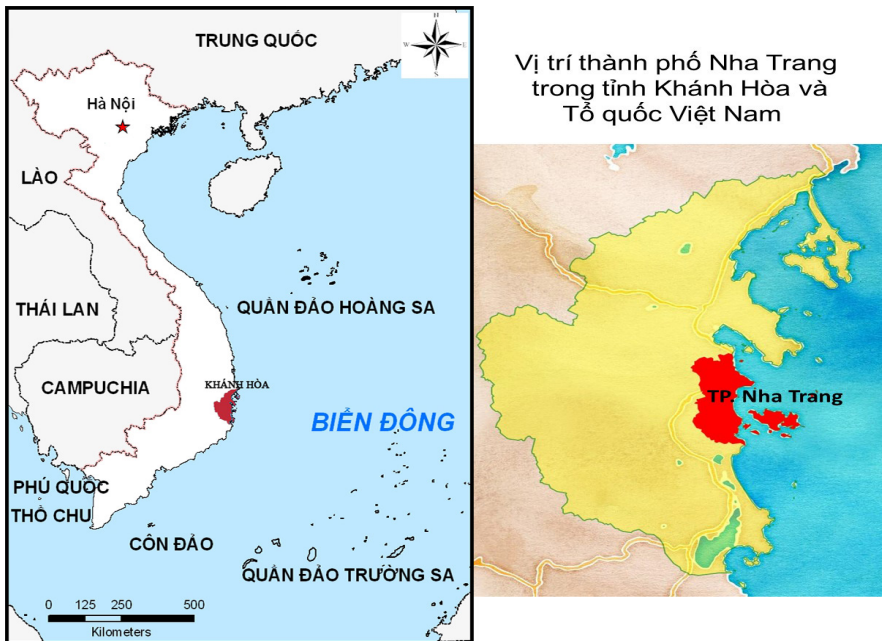 TRUNG QUỐC
N
W
E
S
Hà Nội
LÀO
THÁI LAN
QUẦN ĐẢO HOÀNG SA
CAMPUCHIA
KHÁNH HÒA
BIỂN ĐÔNG
PHÚ QUỐC
THỔ CHU
CÔN ĐẢO
QUẦN ĐẢO TRƯỜNG SA
0 125 250 500
Kilometers
Vị trí thành phố Nha Trang
trong tỉnh Khánh Hòa và
Tổ quốc Việt Nam
TP. Nha Trang